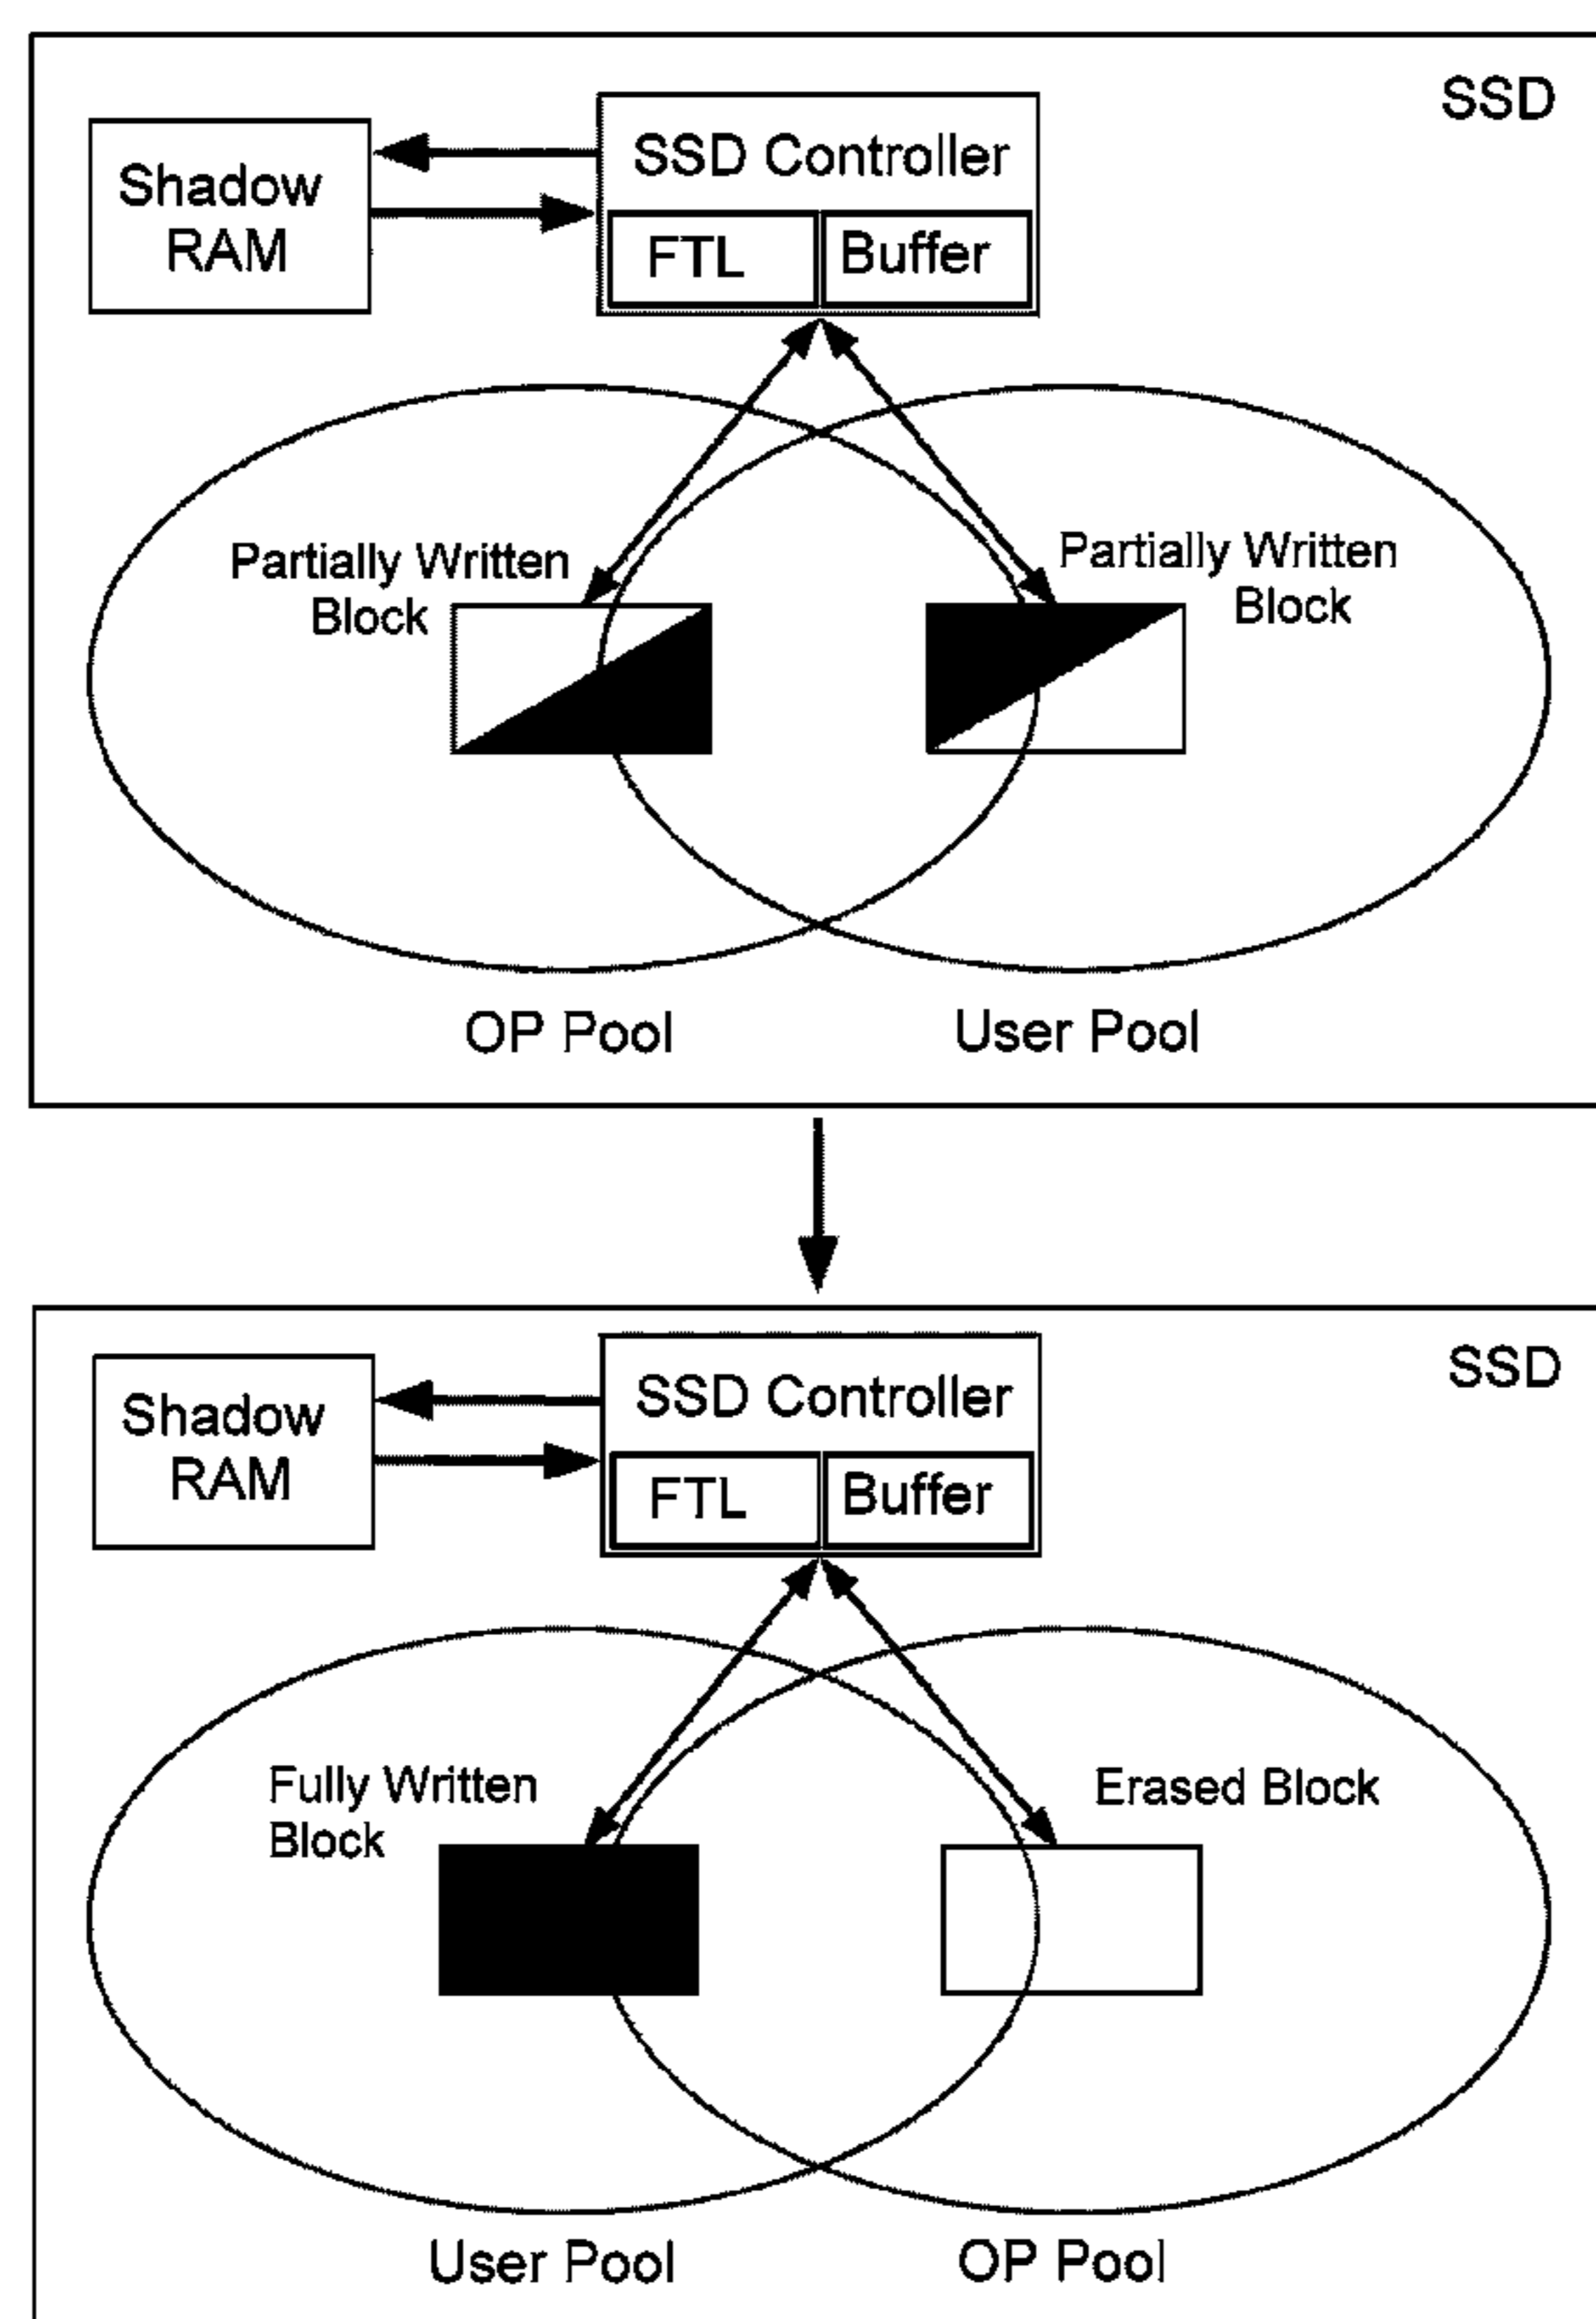 SSD
SSD Controller
Shadow
RAM
FTL
Buffer
Partially Written
Block
Partially Written
Block
OP Pool
User Pool
SSD
SSD Controller
Shadow
RAM
FTL
Buffer
Fully Written
Block
Erased Block
User Pool
OP Pool